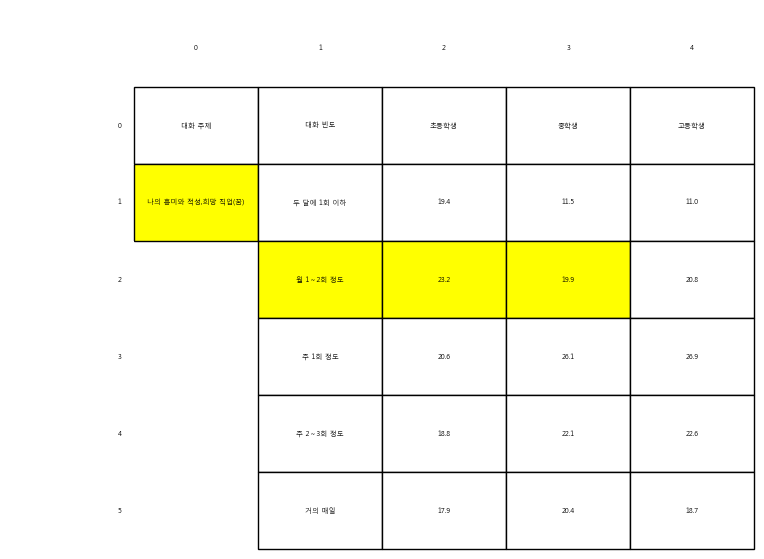 0 1 2 3 4
0 대화 주제 대화 빈도 초등학생 중학생 고등학생
1 나의 흥미와 적성,희망 직업(꿈) 두 달에 1회 이하 19.4 11.5 11.0
2 월 1~2회 정도 23.2 19.9 20.8
3 주 1회 정도 20.6 26.1 26.9
4 주 2~3회 정도 18.8 22.1 22.6
5 거의 매일 17.9 20.4 18.7